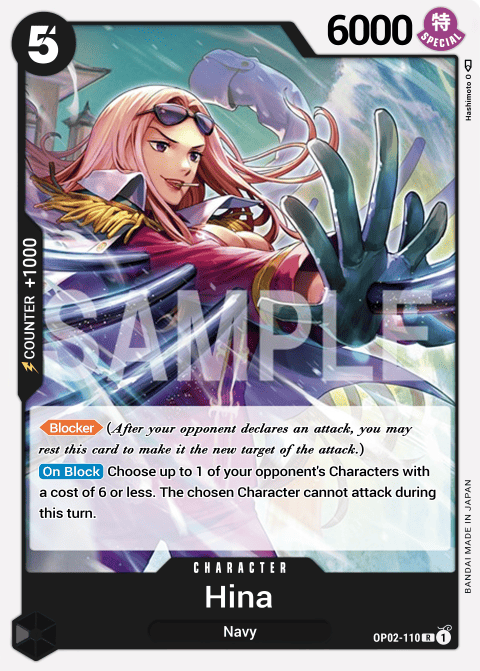 5
6000
特
SPECIAL
Hashimoto Q
COUNTER +1000
SAMPLE
Blocker (After your opponent declares an attack, you may
rest this card to make it the new target of the attack.)
On Block Choose up to 1 of your opponent's Characters with
a cost of 6 or less. The chosen Character cannot attack during
this turn.
BANDAI MADE IN JAPAN
CHARACTER
Hina
Navy
OP02-110 R 1